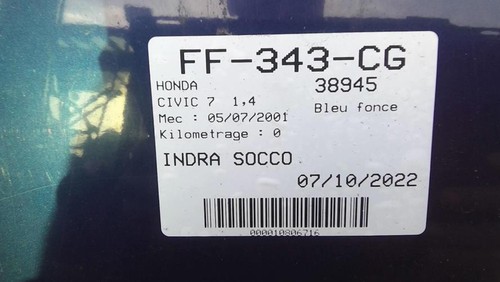 FF-343-CG
HONDA 38945
CIVIC 7 1,4 Bleu fonce
Mec : 05/07/2001
Kilometrage : 0
INDRA SOCCO
07/10/2022
000010806716